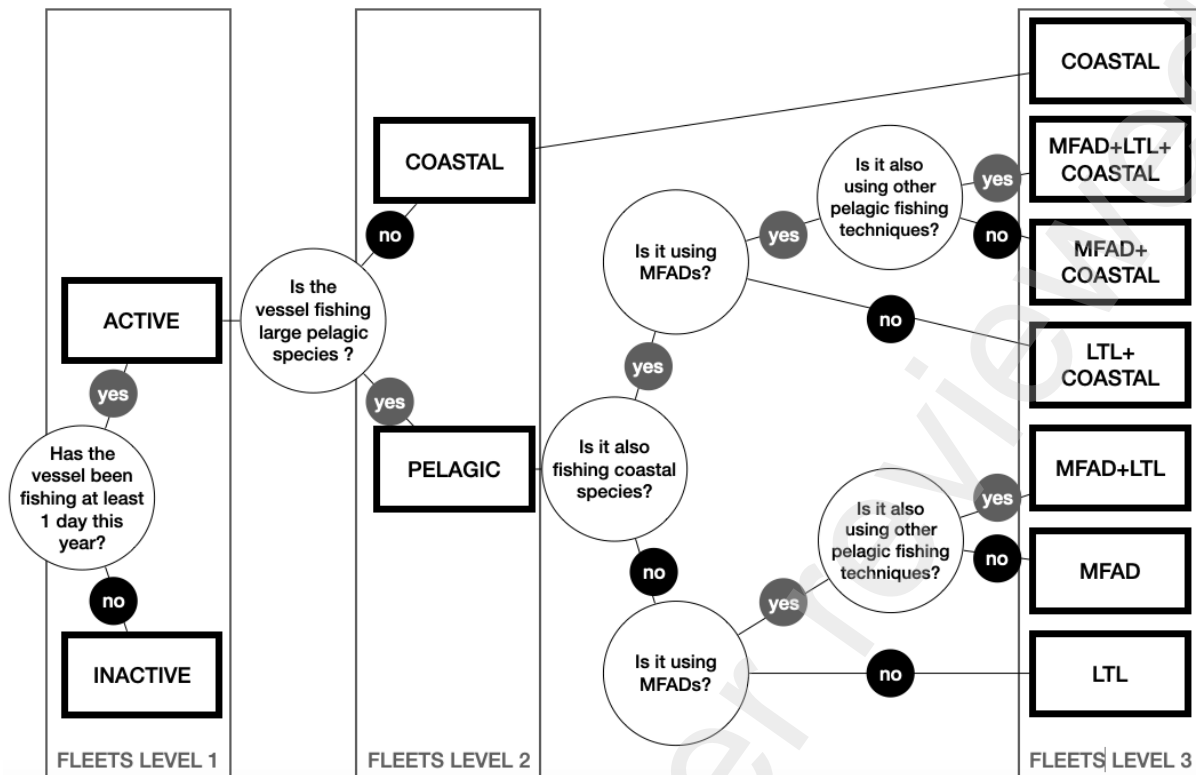 Has the
vessel been
fishing at least
1 day this
year?
yes
ACTIVE
no
INACTIVE
FLEETS LEVEL 1
Is the
vessel fishing
large pelagic
species ?
no
COASTAL
yes
PELAGIC
FLEETS LEVEL 2
Is it also
fishing coastal
species?
yes
Is it using
MFADs?
yes
Is it also
using other
pelagic fishing
techniques?
yes
no
no
no
Is it using
MFADs?
yes
Is it also
using other
pelagic fishing
techniques?
yes
no
no
COASTAL
MFAD+LTL+
COASTAL
MFAD+
COASTAL
LTL+
COASTAL
MFAD+LTL
MFAD
LTL
FLEETS LEVEL 3
er reviewe